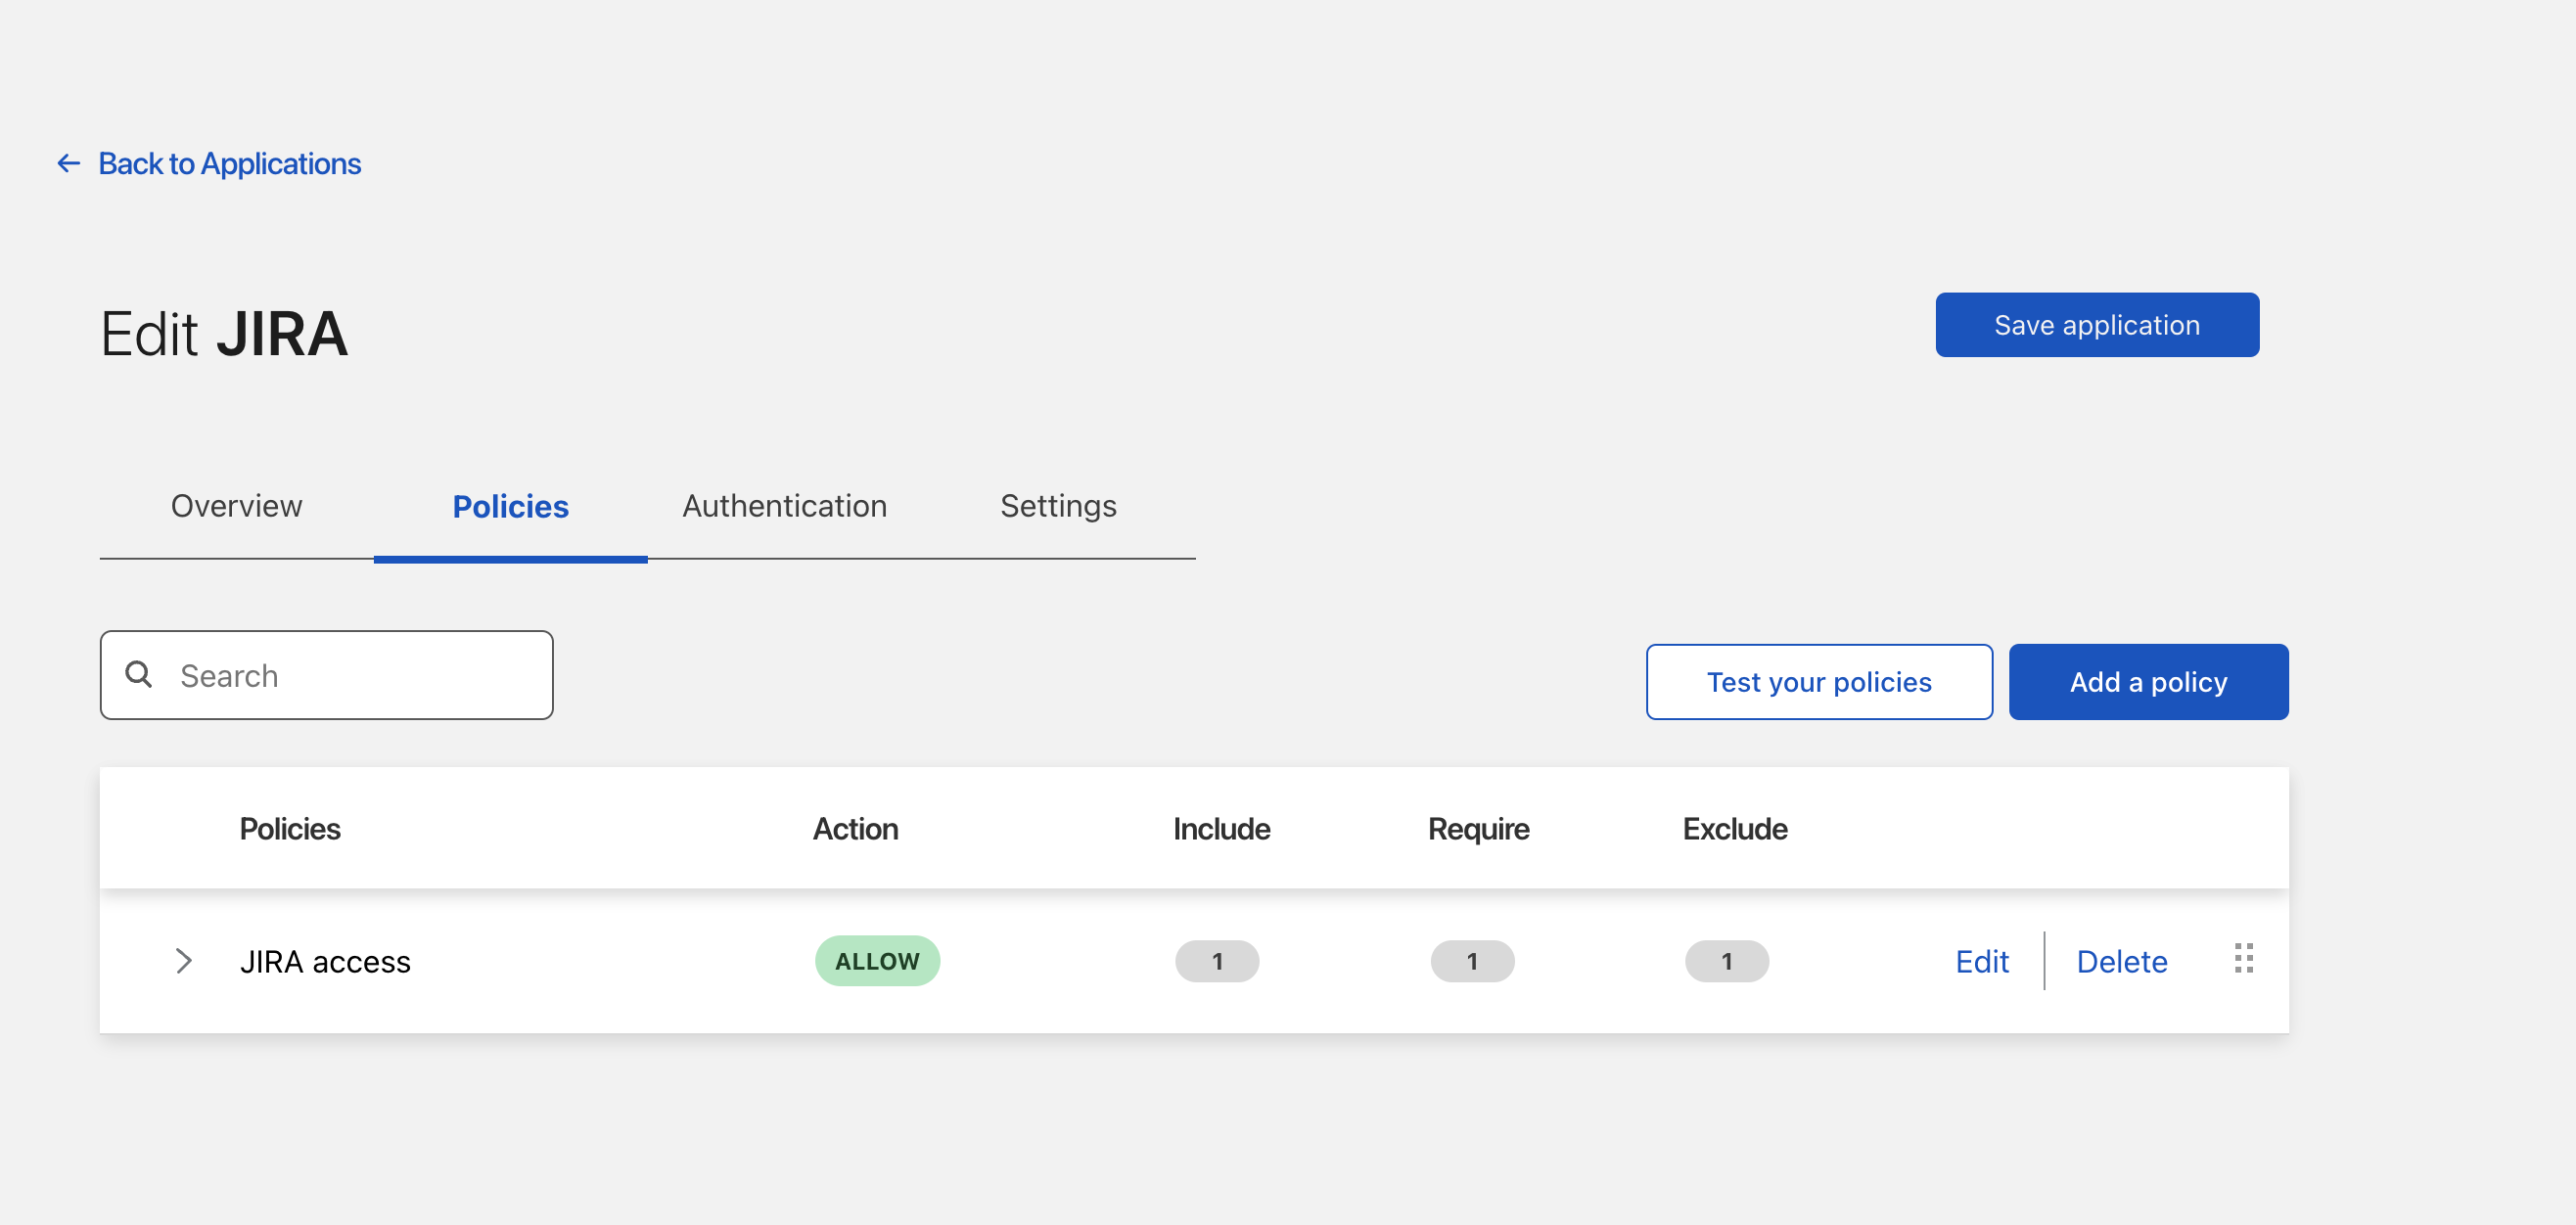 Back to Applications
Edit JIRA
Save application
Overview Policies Authentication Settings
Search
Test your policies Add a policy
Policies Action Include Require Exclude
JIRA access ALLOW 1 1 1 Edit Delete